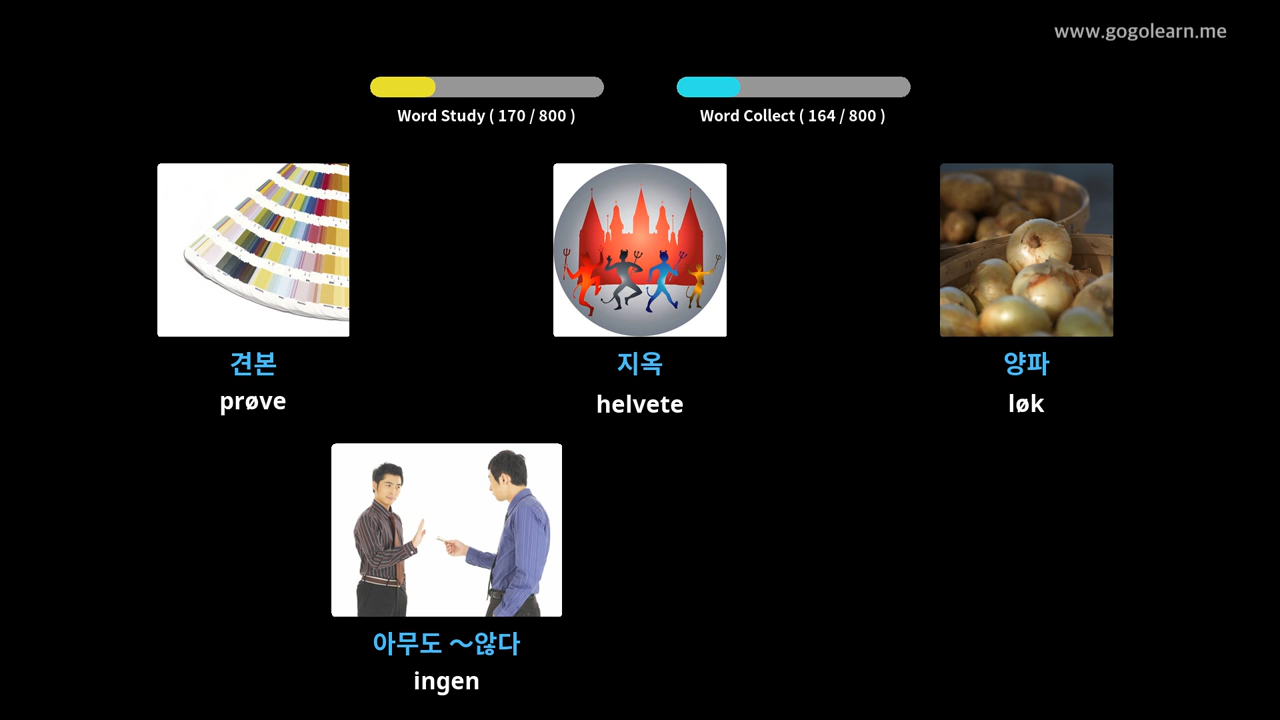 www.gogolearn.me
Word Study ( 170 / 800 )
Word Collect ( 164 / 800 )
견본
지옥
양파
prøve
helvete
løk
아무도 ～않다
ingen